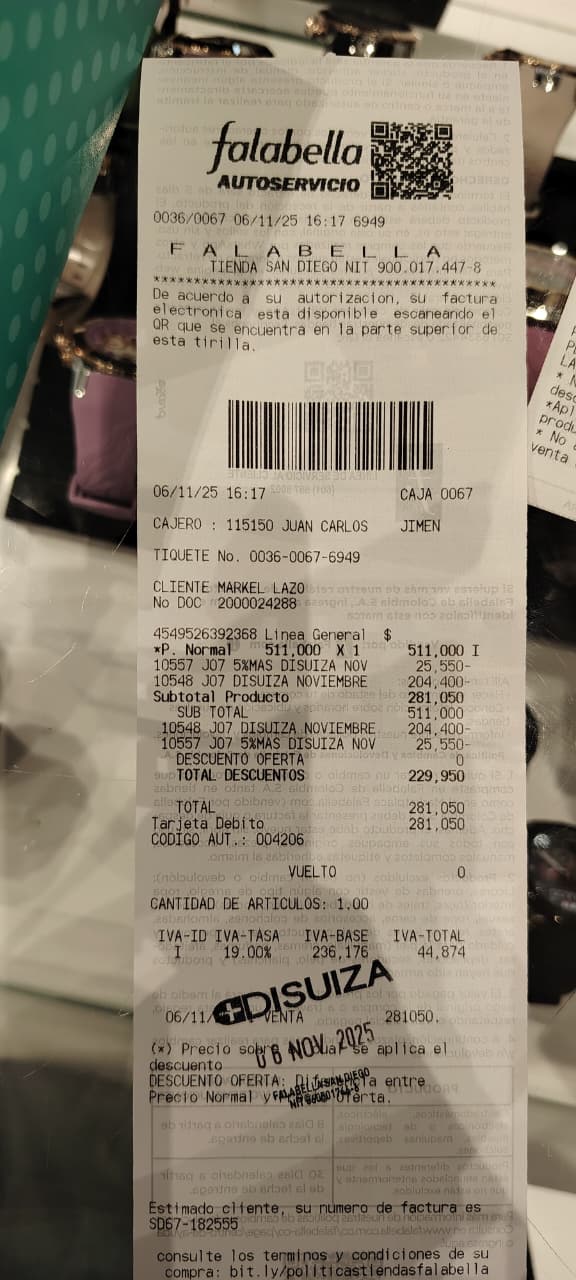 falabella
AUTOSERVICIO
0036/0067 06/11/25 16:17 6949
F A L A B E L L A
TIENDA SAN DIEGO NIT 900.017.447-8
******************************************
De acuerdo a su autorizacion, su factura
electronica esta disponible escaneando el
QR que se encuentra en la parte superior de
esta tirilla.
06/11/25 16:17 CAJA 0067
CAJERO : 115150 JUAN CARLOS JIMEN
TIQUETE No. 0036-0067-6949
CLIENTE MARKEL LAZO
No DOC 2000024288
4549526392368 Linea General $
*P. Normal 511,000 X 1 511,000 I
10557 J07 5%MAS DISUIZA NOV 25,550-
10548 J07 DISUIZA NOVIEMBRE 204,400-
Subtotal Producto 281,050
SUB TOTAL 511,000
10548 J07 DISUIZA NOVIEMBRE 204,400-
10557 J07 5%MAS DISUIZA NOV 25,550-
DESCUENTO OFERTA 0
TOTAL DESCUENTOS 229,950
TOTAL 281,050
Tarjeta Debito 281,050
CODIGO AUT.: 004206
VUELTO 0
CANTIDAD DE ARTICULOS: 1.00
IVA-ID IVA-TASA IVA-BASE IVA-TOTAL
I 19.00% 236,176 44,874
DISUIZA
06/11/ VENTA 281050.
06 NOV. 2025
(*) Precio sobre el cual se aplica el
descuento
DESCUENTO OFERTA: Diferencia entre
FALABELLA SAN DIEGO
Precio Normal y Oferta.
Estimado cliente, su numero de factura es
SD67-182555
consulte los terminos y condiciones de su
compra: bit.ly/politicastiendasfalabella